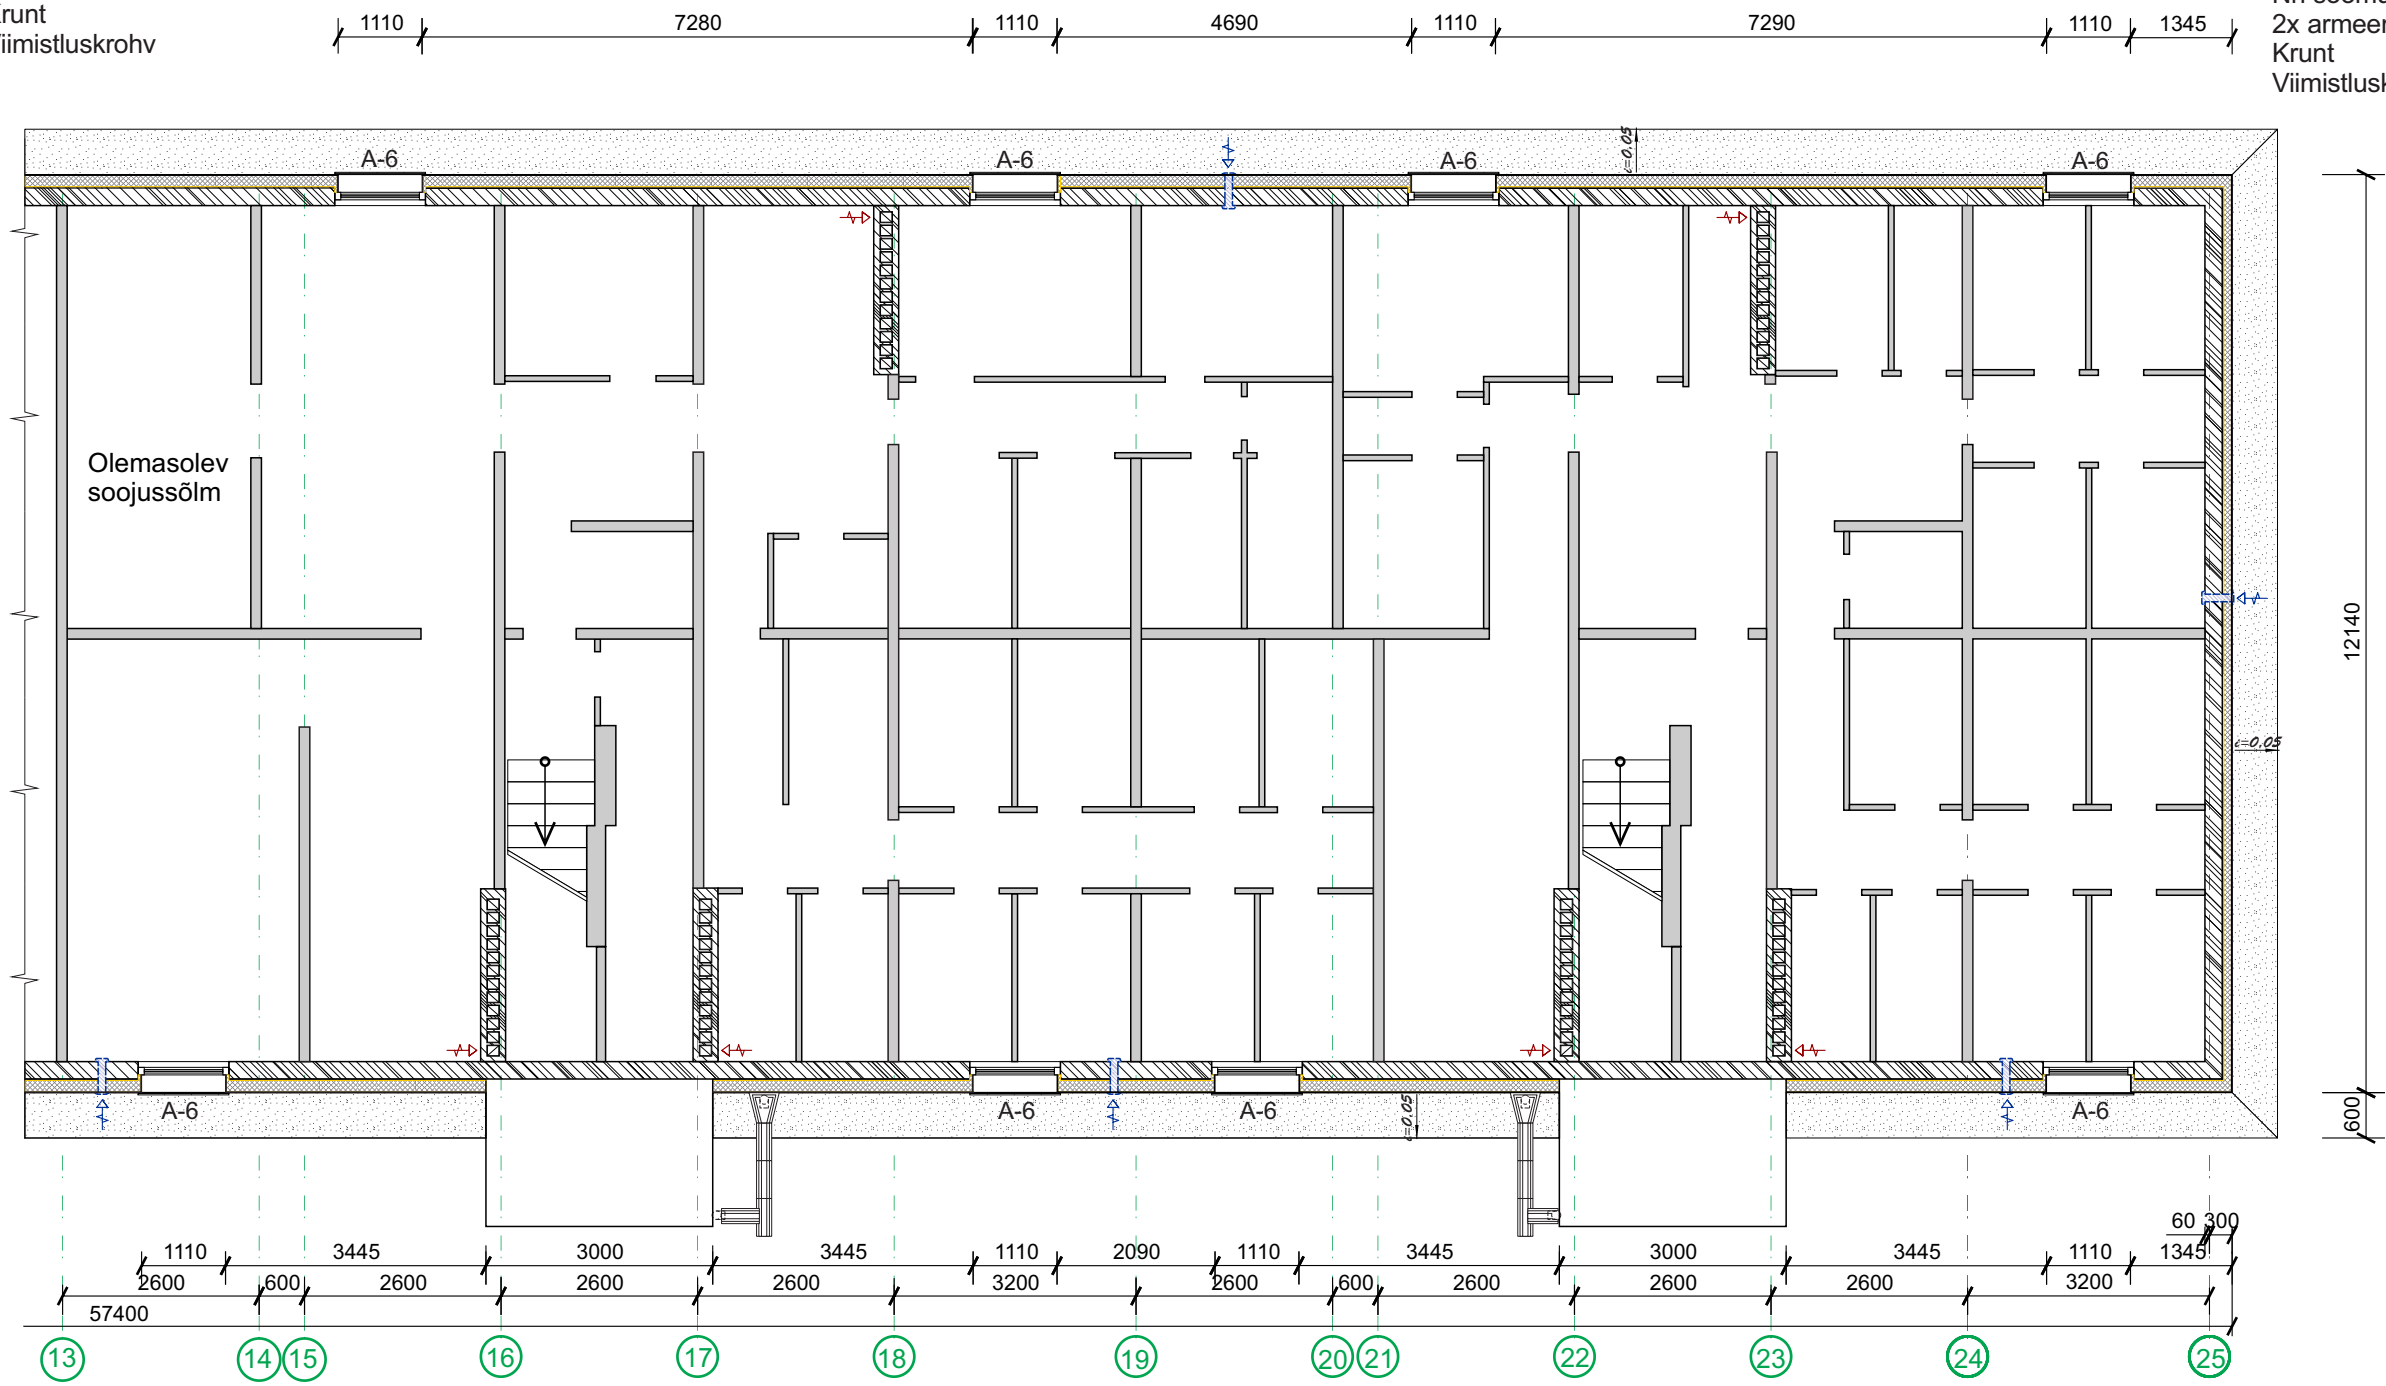 Krunt
Viimistluskrohv
1110 7280 1110 4690 1110 7290 1110 1345
2x armeer
Krunt
Viimistlusk
A-6 A-6 A-6 A-6
i=0.05
Olemasolev
soojussõlm
12140
i=0.05
600
A-6 A-6 A-6 A-6
i=0.05
60 300
1110 3445 3000 3445 1110 2090 1110 3445 3000 3445 1110 1345
2600 600 2600 2600 2600 3200 2600 600 2600 2600 2600 3200
57400
13 14 15 16 17 18 19 20 21 22 23 24 25